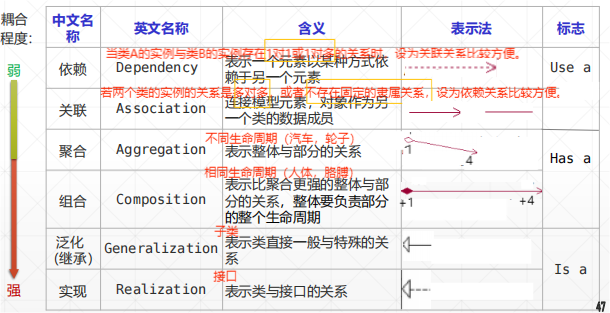 耦合
程度：
弱
强
中文名
称
英文名称
含义
表示法
标志
当类A的实例与类B的实例存在1对1或1对多的关系时，设为关联关系比较方便。
依赖
Dependency
表示一个元素以某种方式依
赖于另一个元素
Use a
若两个类的实例的关系是多对多，或者不存在固定的隶属关系，设为依赖关系比较方便。
关联
Association
连接模型元素，对象作为另
一个类的数据成员
不同生命周期（汽车，轮子）
聚合
Aggregation
表示整体与部分的关系
1
4
Has a
相同生命周期（人体，胳膊）
组合
Composition
表示比聚合更强的整体与部
分的关系，整体要负责部分
的整个生命周期
+1
+4
子类
泛化
（继承）
Generalization
表示类直接一般与特殊的关
系
Is a
接口
实现
Realization
表示类与接口的关系
47